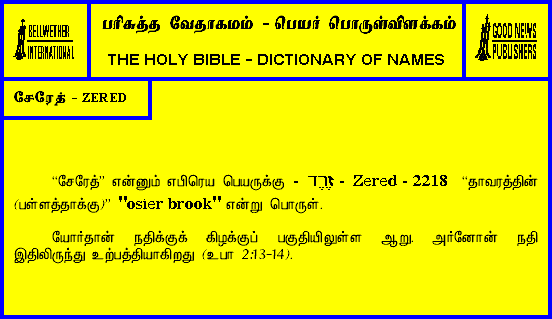 BELLWETHER
INTERNATIONAL
பரிசுத்த வேதாகமம் - பெயர் பொருள்விளக்கம்
THE HOLY BIBLE - DICTIONARY OF NAMES
GOOD NEWS
PUBLISHERS
சேரேத் - ZERED
“சேரேத்” என்னும் எபிரெய பெயருக்கு - זֶרֶד - Zered - 2218 “தாவரத்தின்
(பள்ளத்தாக்கு)” "osier brook" என்று பொருள்.
யோர்தான் நதிக்குக் கிழக்குப் பகுதியிலுள்ள ஆறு. அர்னோன் நதி
இதிலிருந்து உற்பத்தியாகிறது (உபா 2:13-14).